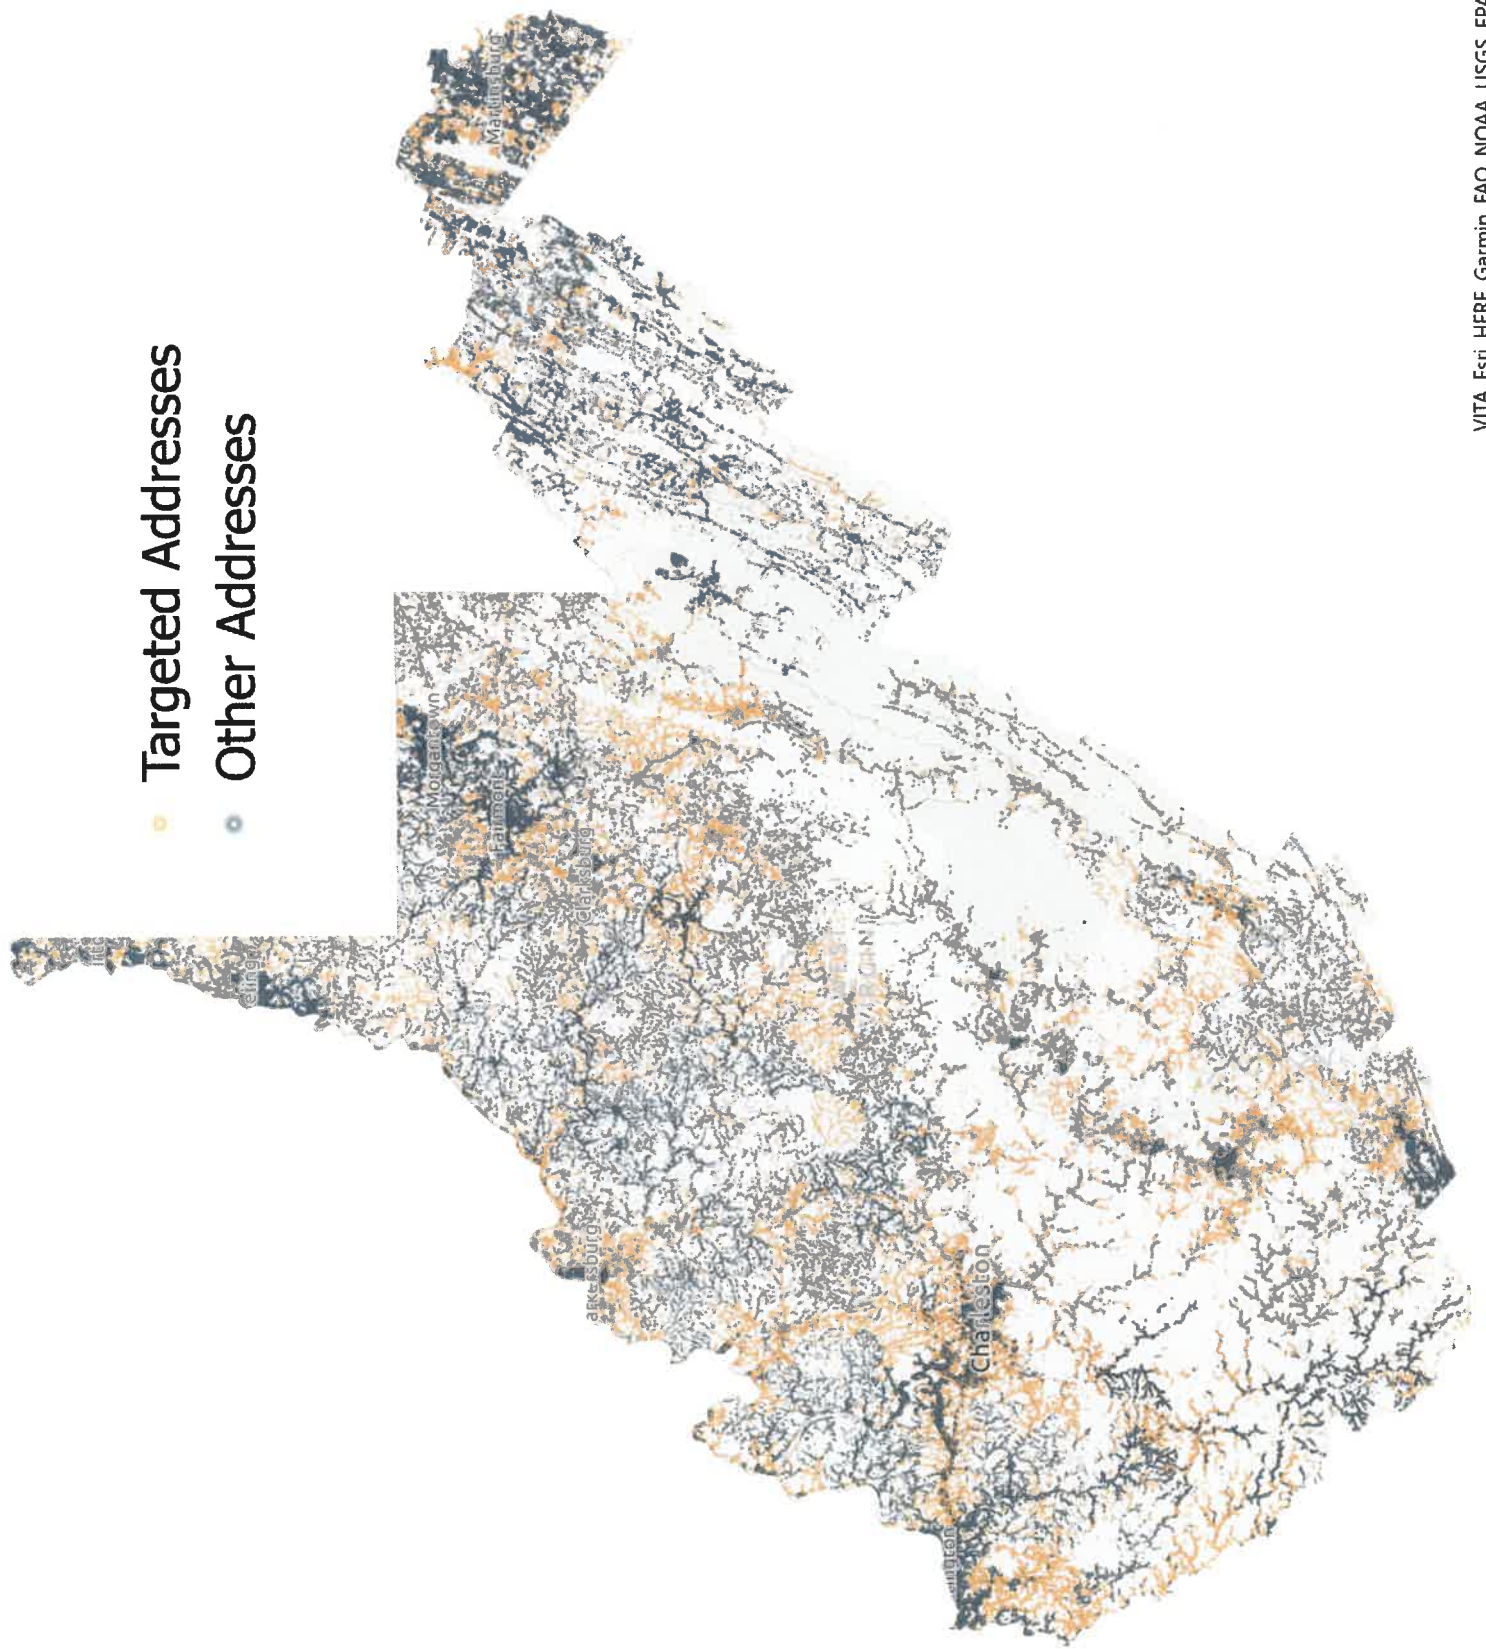 Targeted Addresses
Other Addresses
Martinsburg
Morgantown
Fairmont
Clarksburg
Charleston
VITA, Esri, HERE, Garmin, FAO, NOAA, USGS, EPA